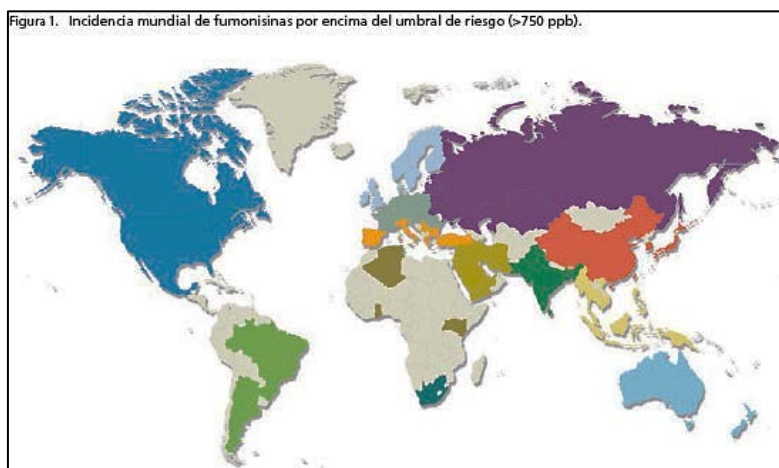 Figura 1. Incidencia mundial de fumonisinas por encima del umbral de riesgo (>750 ppb).